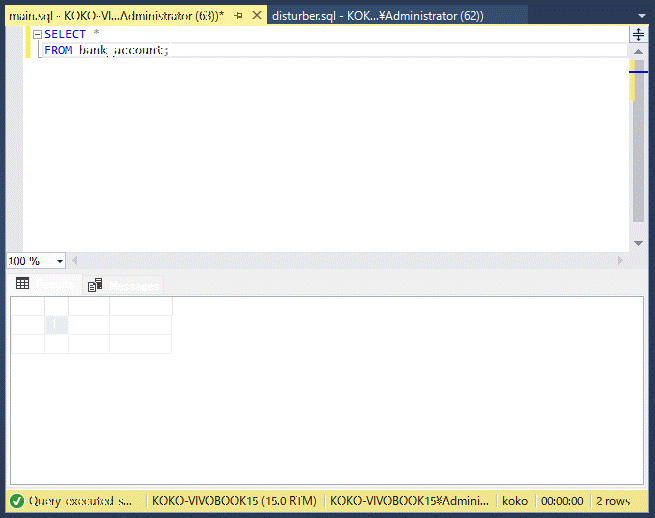 main.sql - KOKO-VI...Administrator (63))*
disturber.sql - KOK...¥Administrator (62))
SELECT *
FROM bank_account;
100 %
Results
Messages
1
Query executed s...
KOKO-VIVOBOOK15 (15.0 RTM)
KOKO-VIVOBOOK15¥Admini...
koko
00:00:00
2 rows